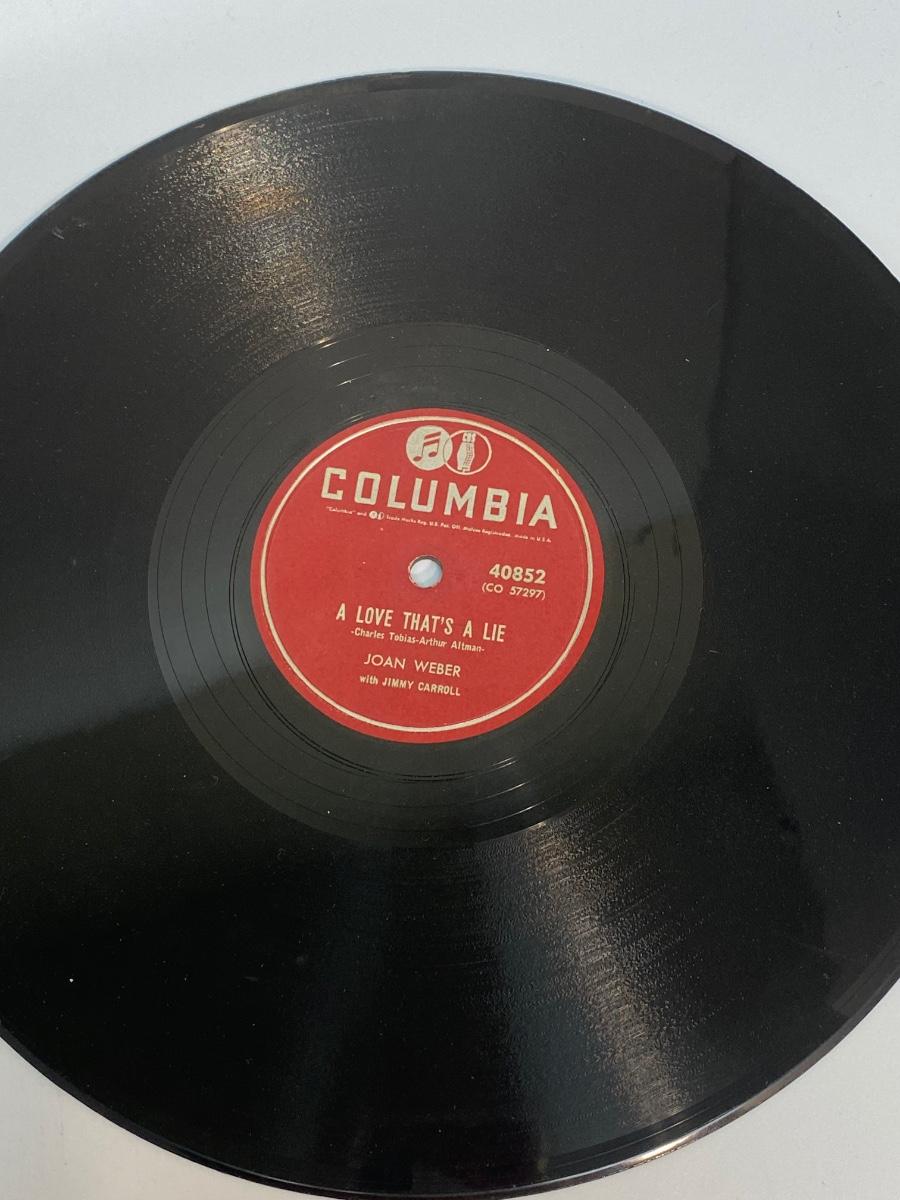 CBS
COLUMBIA
"Columbia" and Trade Marks Reg. U.S. Pat. Off. Marcas Registradas. Made in U.S.A.
40852
(CO 57297)
A LOVE THAT'S A LIE
-Charles Tobias-Arthur Altman-
JOAN WEBER
with JIMMY CARROLL